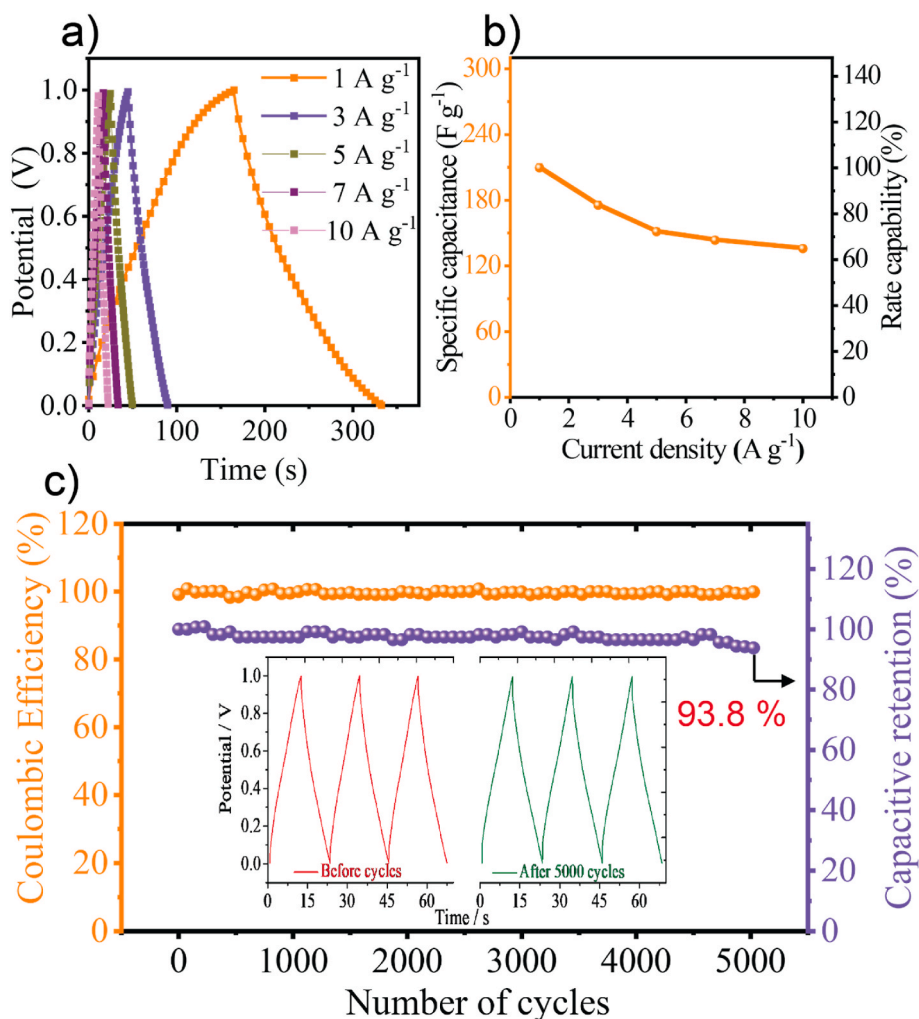 a)
Potential (V)
1.0
0.8
0.6
0.4
0.2
0.0
1 A g⁻¹
3 A g⁻¹
5 A g⁻¹
7 A g⁻¹
10 A g⁻¹
0 100 200 300
Time (s)
b)
Specific capacitance (F g⁻¹)
300
240
180
120
60
0
Rate capability (%)
140
120
100
80
60
40
20
0
0 2 4 6 8 10
Current density (A g⁻¹)
c)
Coulombic Efficiency (%)
120
100
80
60
40
20
0
Capacitive retention (%)
120
100
80
60
40
20
0
93.8 %
Potential / V
1.0
0.8
0.6
0.4
0.2
0.0
Before cycles
After 5000 cycles
0 15 30 45 60
0 15 30 45 60
Time / s
0 1000 2000 3000 4000 5000
Number of cycles